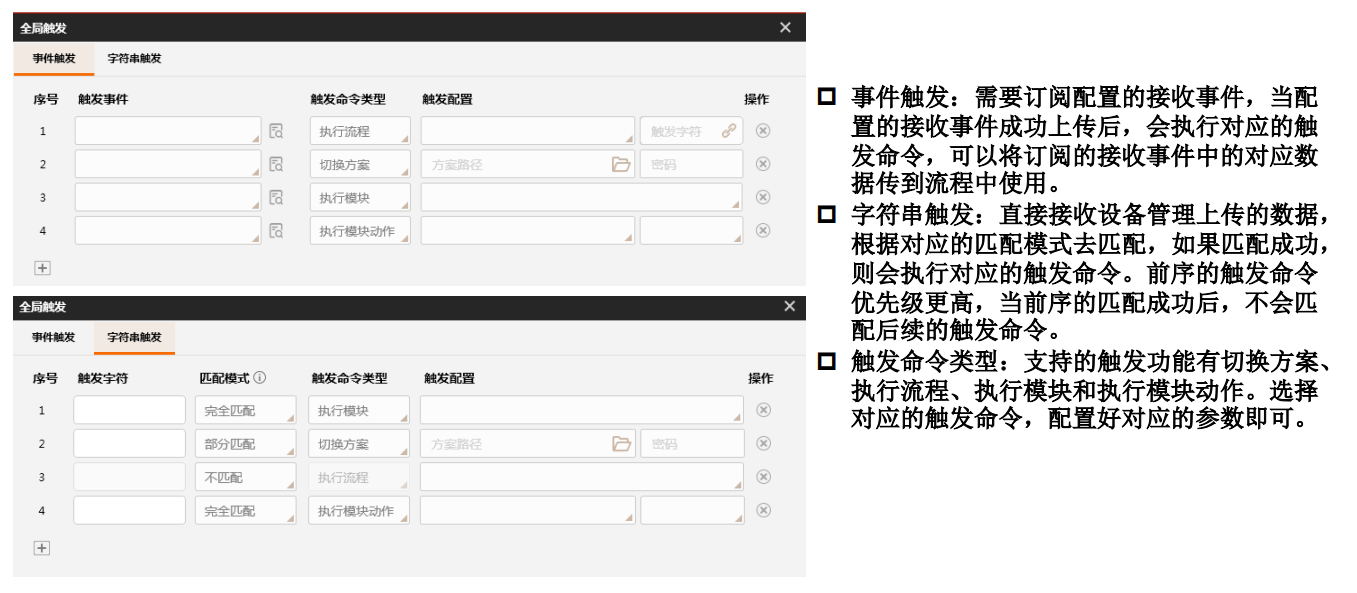 全局触发
事件触发 字符串触发
序号 触发事件 触发命令类型 触发配置 操作
1 执行流程 触发字符
2 切换方案 方案路径 密码
3 执行模块
4 执行模块动作
全局触发
事件触发 字符串触发
序号 触发字符 匹配模式 触发命令类型 触发配置 操作
1 完全匹配 执行模块
2 部分匹配 切换方案 方案路径 密码
3 不匹配 执行流程
4 完全匹配 执行模块动作
事件触发：需要订阅配置的接收事件，当配
置的接收事件成功上传后，会执行对应的触
发命令，可以将订阅的接收事件中的对应数
据传到流程中使用。
字符串触发：直接接收设备管理上传的数据，
根据对应的匹配模式去匹配，如果匹配成功，
则会执行对应的触发命令。前序的触发命令
优先级更高，当前序的匹配成功后，不会匹
配后续的触发命令。
触发命令类型：支持的触发功能有切换方案、
执行流程、执行模块和执行模块动作。选择
对应的触发命令，配置好对应的参数即可。